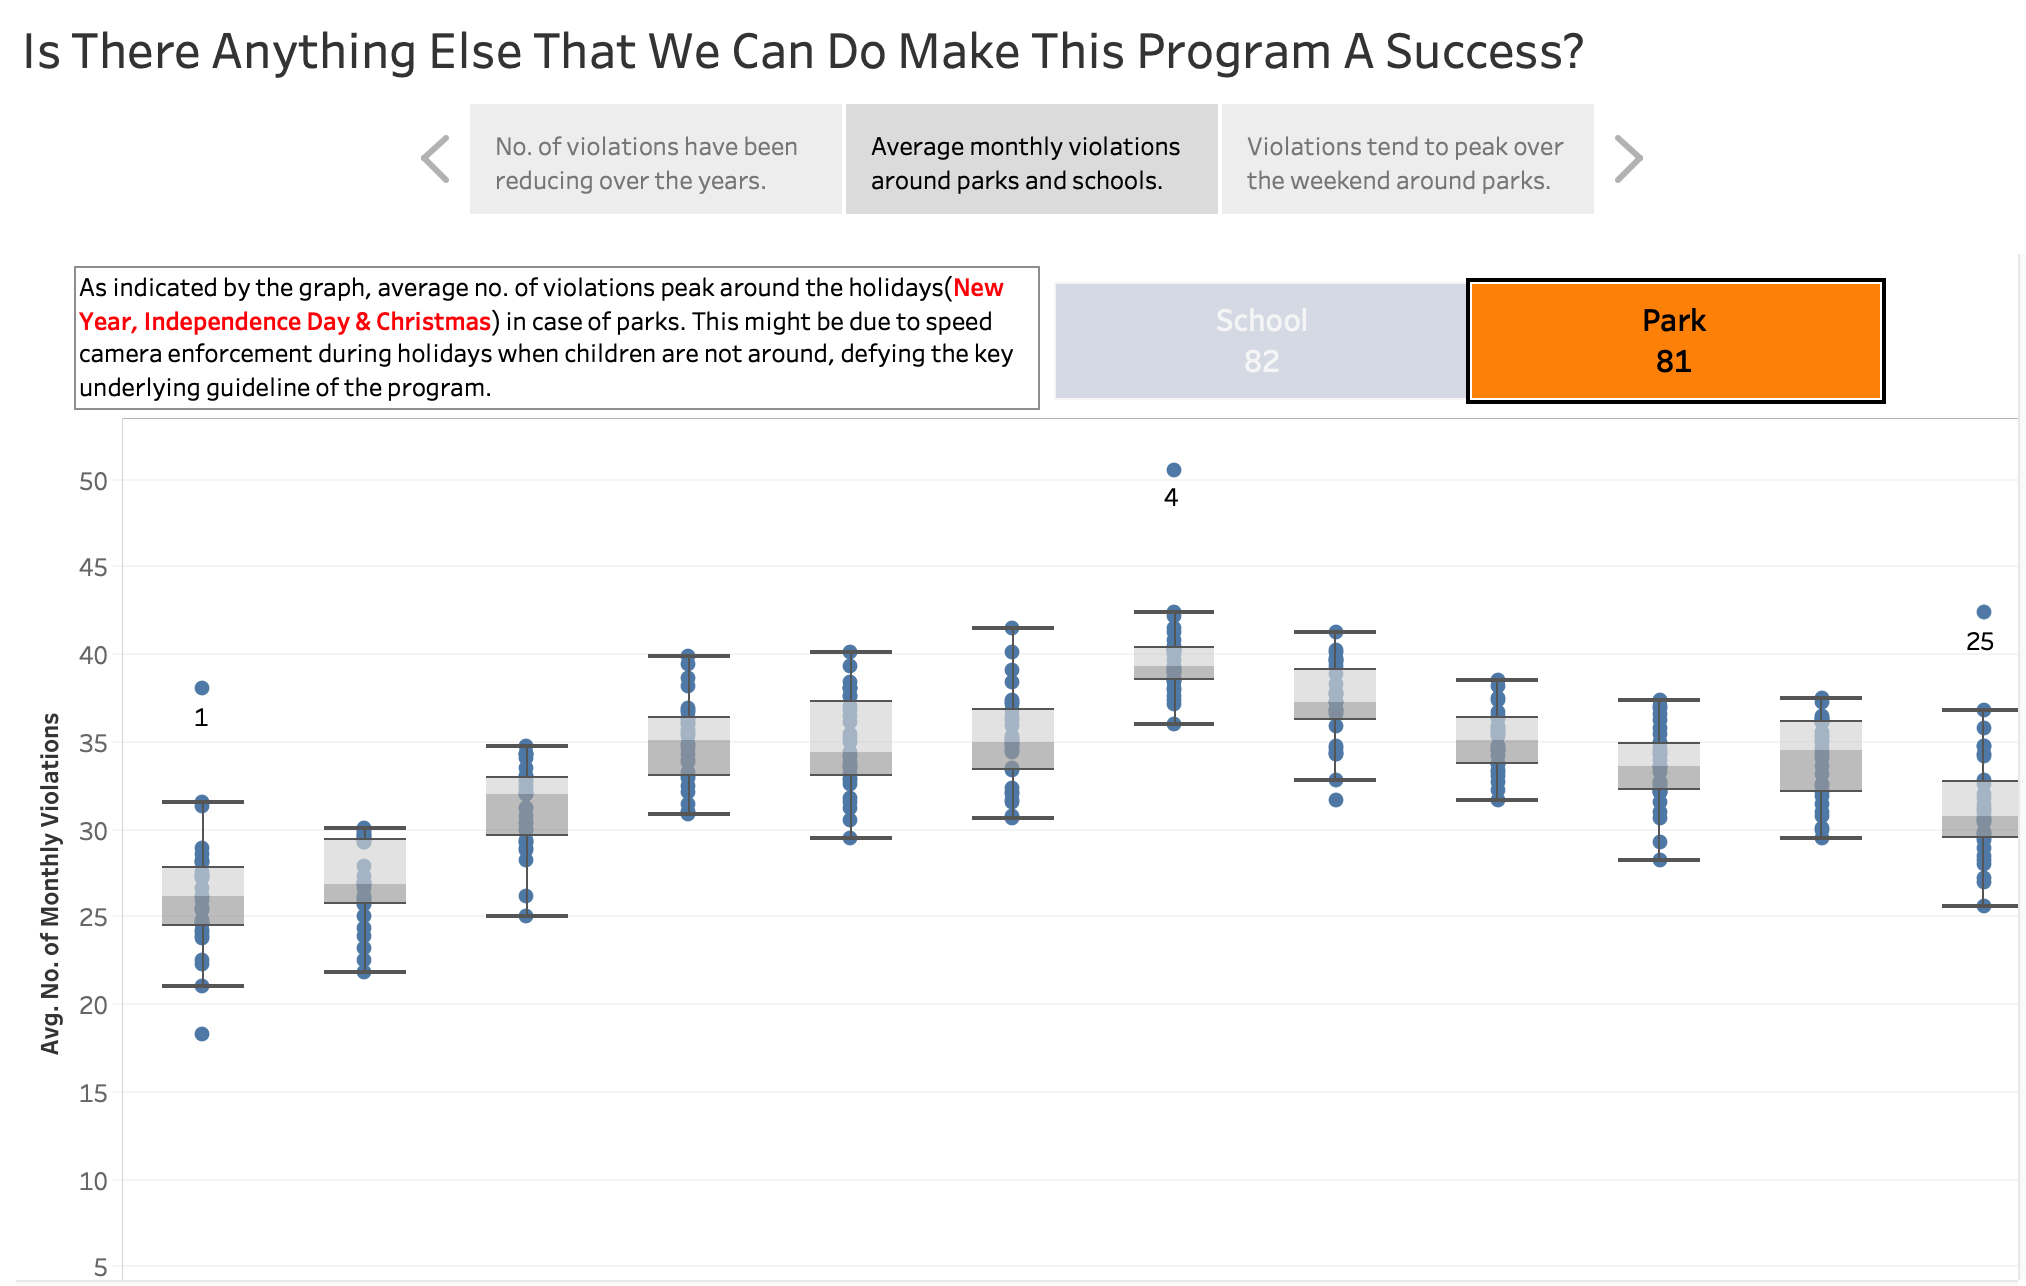 Is There Anything Else That We Can Do Make This Program A Success?
No. of violations have been
reducing over the years.
Average monthly violations
around parks and schools.
Violations tend to peak over
the weekend around parks.
As indicated by the graph, average no. of violations peak around the holidays(New
Year, Independence Day & Christmas) in case of parks. This might be due to speed
camera enforcement during holidays when children are not around, defying the key
underlying guideline of the program.
School
82
Park
81
Avg. No. of Monthly Violations
50
45
40
35
30
25
20
15
10
5
1
4
25